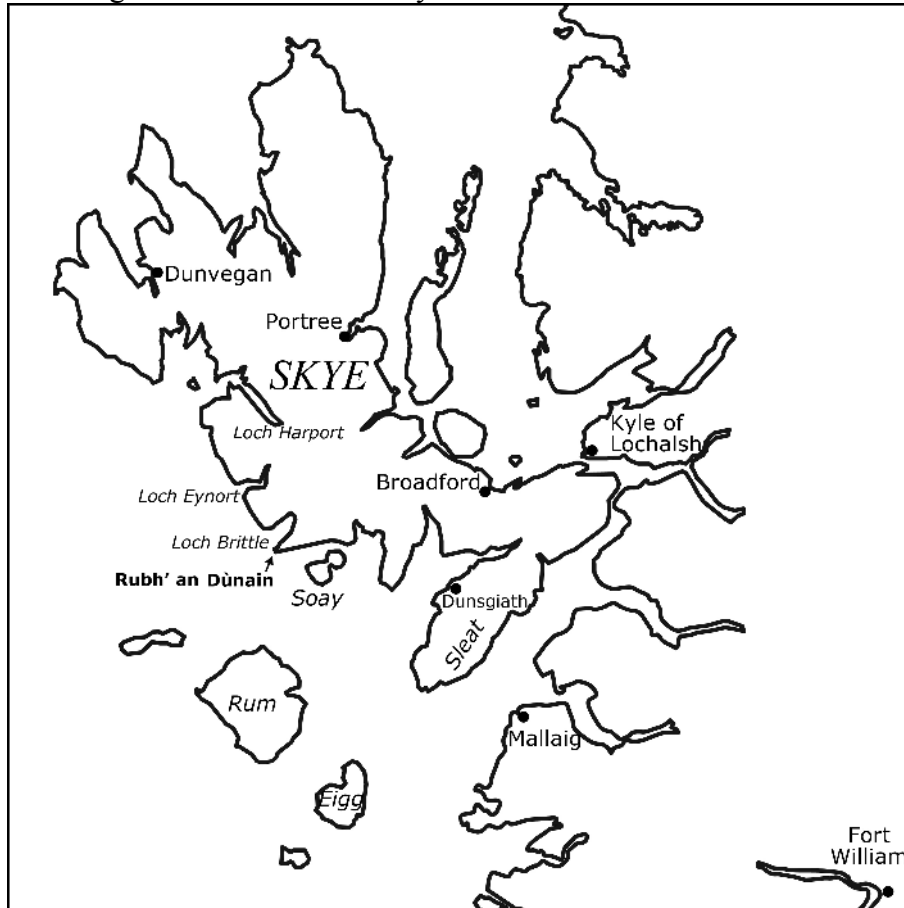 Dunvegan
Portree
SKYE
Loch Harport
Kyle of
Lochalsh
Broadford
Loch Eynort
Loch Brittle
Rubh' an Dùnain
Soay
Dunsgiath
Sleat
Rum
Mallaig
Eigg
Fort
William